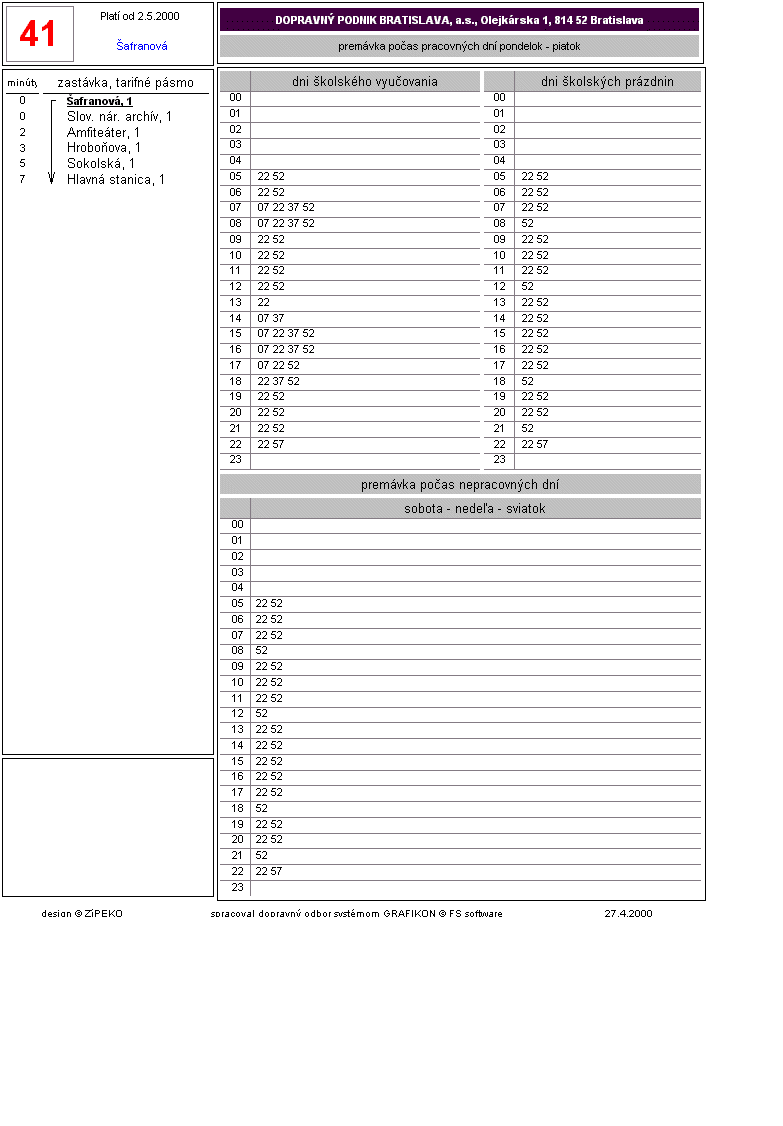 41
Platí od 2.5.2000
Šafranová
DOPRAVNÝ PODNIK BRATISLAVA, a.s., Olejkárska 1, 814 52 Bratislava
premávka počas pracovných dní pondelok - piatok
minúty zastávka, tarifné pásmo
0 Šafranová, 1
0 Slov. nár. archív, 1
2 Amfiteáter, 1
3 Hroboňova, 1
5 Sokolská, 1
7 Hlavná stanica, 1
dni školského vyučovania dni školských prázdnin
00 00
01 01
02 02
03 03
04 04
05 22 52 05 22 52
06 22 52 06 22 52
07 07 22 37 52 07 22 52
08 07 22 37 52 08 52
09 22 52 09 22 52
10 22 52 10 22 52
11 22 52 11 22 52
12 22 52 12 52
13 22 13 22 52
14 07 37 14 22 52
15 07 22 37 52 15 22 52
16 07 22 37 52 16 22 52
17 07 22 52 17 22 52
18 22 37 52 18 52
19 22 52 19 22 52
20 22 52 20 22 52
21 22 52 21 52
22 22 57 22 22 57
23 23
premávka počas nepracovných dní
sobota - nedeľa - sviatok
00
01
02
03
04
05 22 52
06 22 52
07 22 52
08 52
09 22 52
10 22 52
11 22 52
12 52
13 22 52
14 22 52
15 22 52
16 22 52
17 22 52
18 52
19 22 52
20 22 52
21 52
22 22 57
23
design © ZíPEKO spracoval dopravný odbor systémom GRAFIKON © FS software 27.4.2000